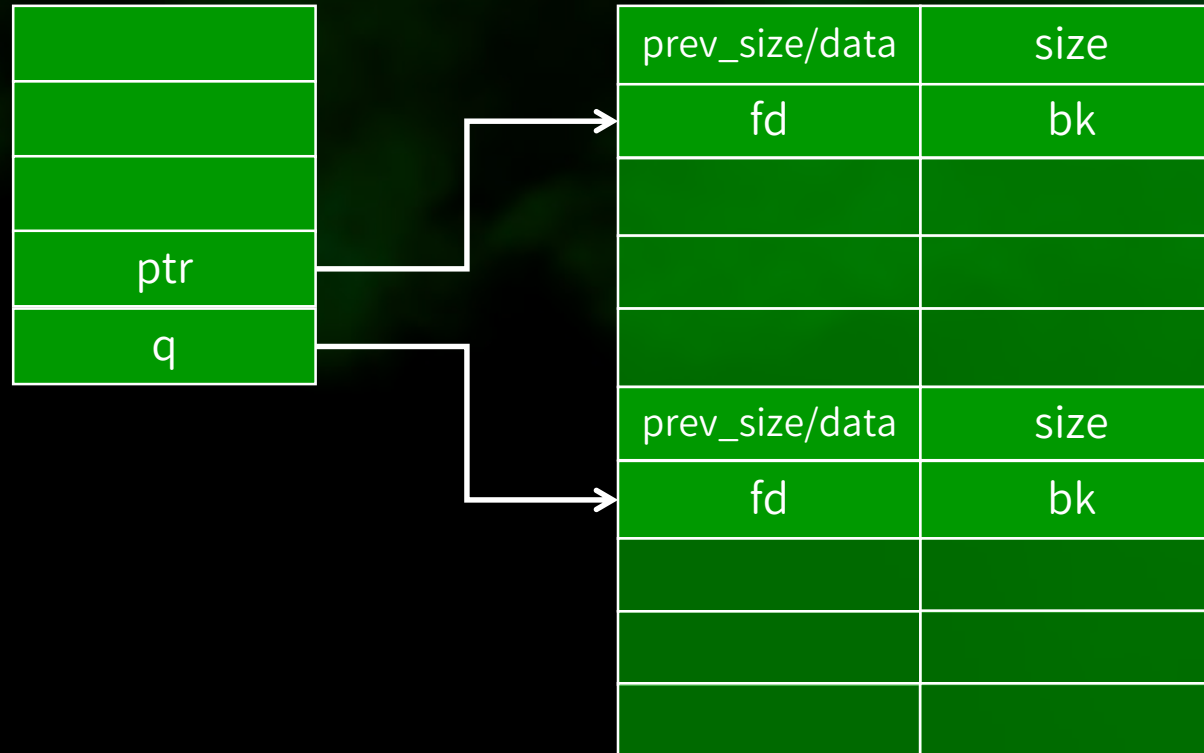 ptr
q
prev_size/data size
fd bk
prev_size/data size
fd bk